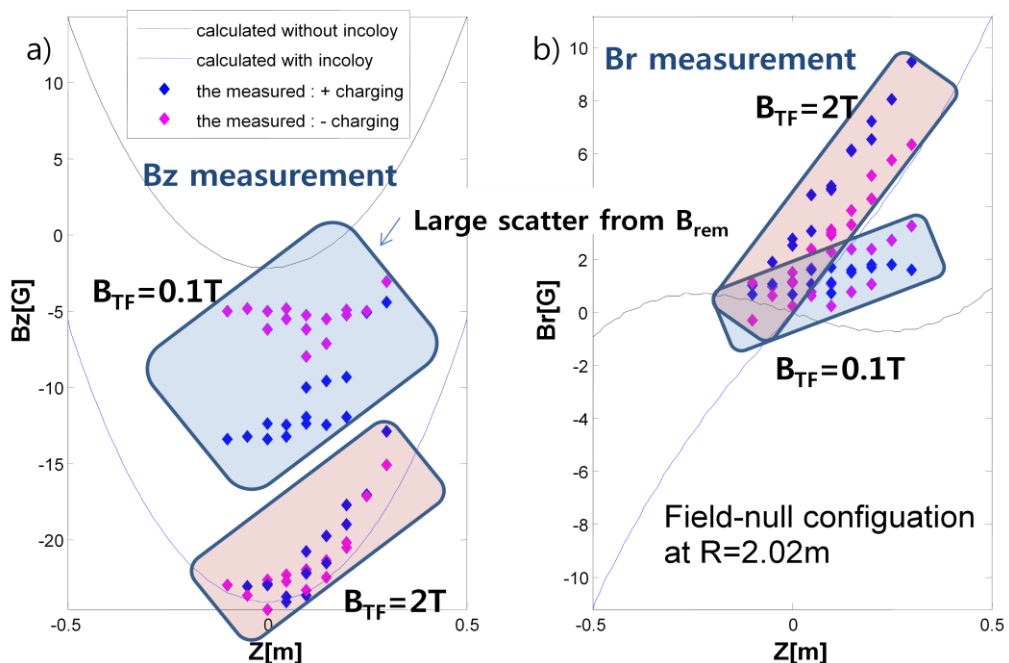 a)
calculated without incoloy
calculated with incoloy
the measured : + charging
the measured : - charging
Bz measurement
Large scatter from Brem
BTF=0.1T
BTF=2T
Bz[G]
10
5
0
-5
-10
-15
-20
-0.5
0
0.5
Z[m]
b)
Br measurement
BTF=2T
BTF=0.1T
Field-null configuation
at R=2.02m
Br[G]
10
8
6
4
2
0
-2
-4
-6
-8
-10
-0.5
0
0.5
Z[m]